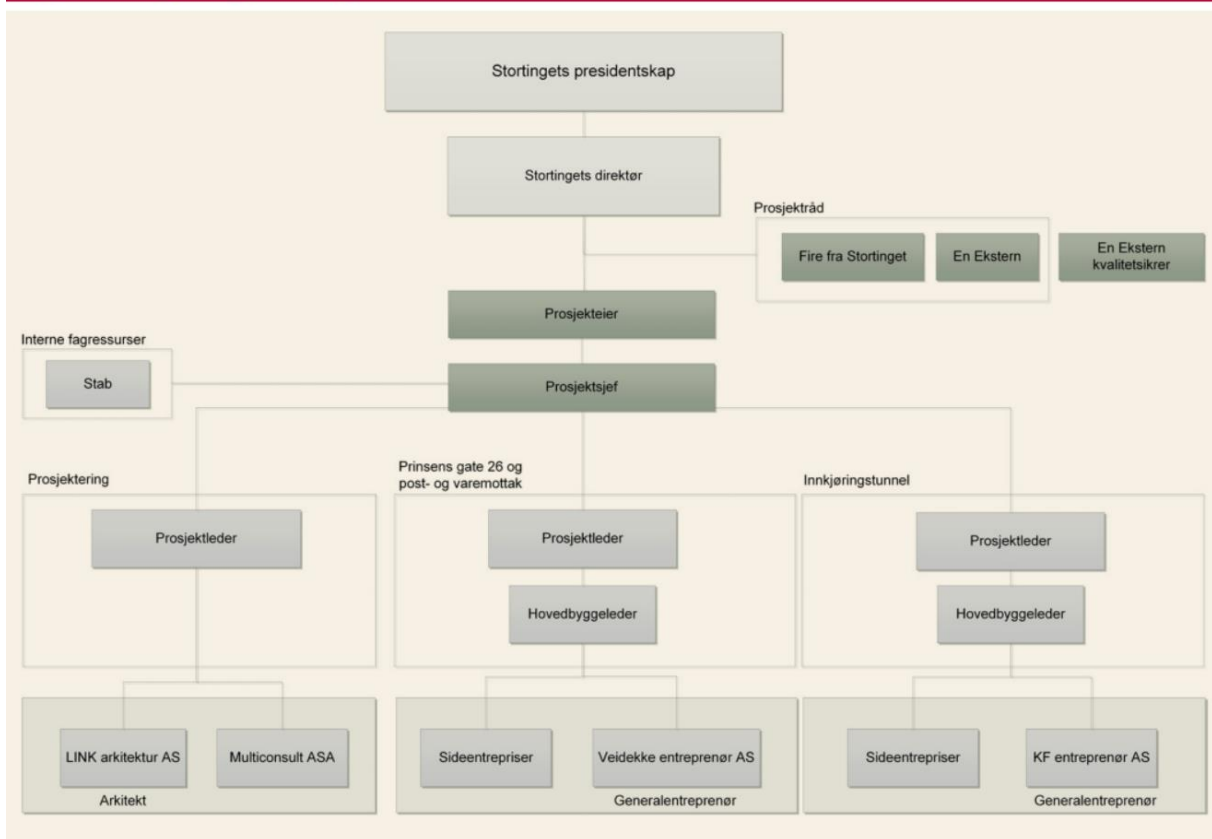 Stortingets presidentskap
Stortingets direktør
Prosjektråd
Fire fra Stortinget
En Ekstern
En Ekstern
kvalitetsikrer
Prosjekteier
Interne fagressurser
Stab
Prosjektsjef
Prosjektering
Prosjektleder
LINK arkitektur AS
Multiconsult ASA
Arkitekt
Prinsens gate 26 og
post- og varemottak
Prosjektleder
Hovedbyggeleder
Sideentrepriser
Veidekke entreprenør AS
Generalentreprenør
Innkjøringstunnel
Prosjektleder
Hovedbyggeleder
Sideentrepriser
KF entreprenør AS
Generalentreprenør